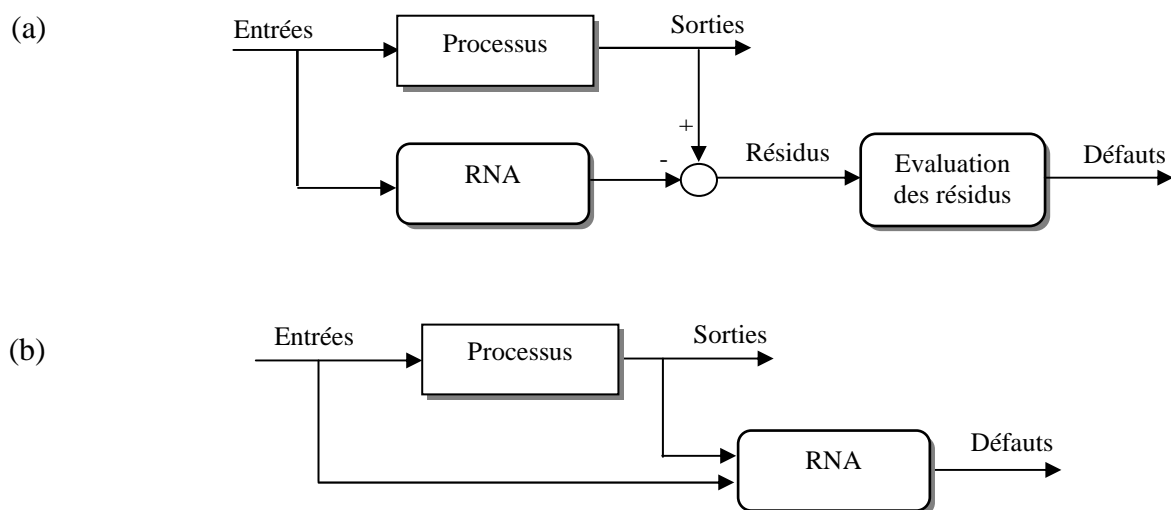 (a)
Entrées
Processus
Sorties
+
-
RNA
Résidus
Evaluation
des résidus
Défauts
(b)
Entrées
Processus
Sorties
RNA
Défauts